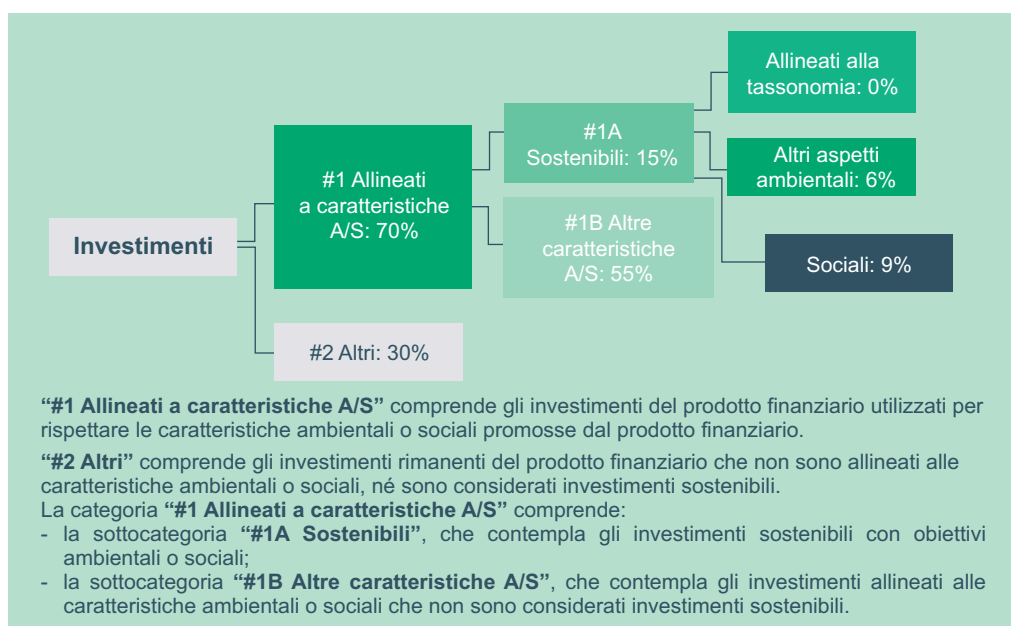 Investimenti
#1 Allineati
a caratteristiche
A/S: 70%
#2 Altri: 30%
#1A
Sostenibili: 15%
#1B Altre
caratteristiche
A/S: 55%
Allineati alla
tassonomia: 0%
Altri aspetti
ambientali: 6%
Sociali: 9%
“#1 Allineati a caratteristiche A/S” comprende gli investimenti del prodotto finanziario utilizzati per
rispettare le caratteristiche ambientali o sociali promosse dal prodotto finanziario.
“#2 Altri” comprende gli investimenti rimanenti del prodotto finanziario che non sono allineati alle
caratteristiche ambientali o sociali, né sono considerati investimenti sostenibili.
La categoria “#1 Allineati a caratteristiche A/S” comprende:
- la sottocategoria “#1A Sostenibili”, che contempla gli investimenti sostenibili con obiettivi
ambientali o sociali;
- la sottocategoria “#1B Altre caratteristiche A/S”, che contempla gli investimenti allineati alle
caratteristiche ambientali o sociali che non sono considerati investimenti sostenibili.